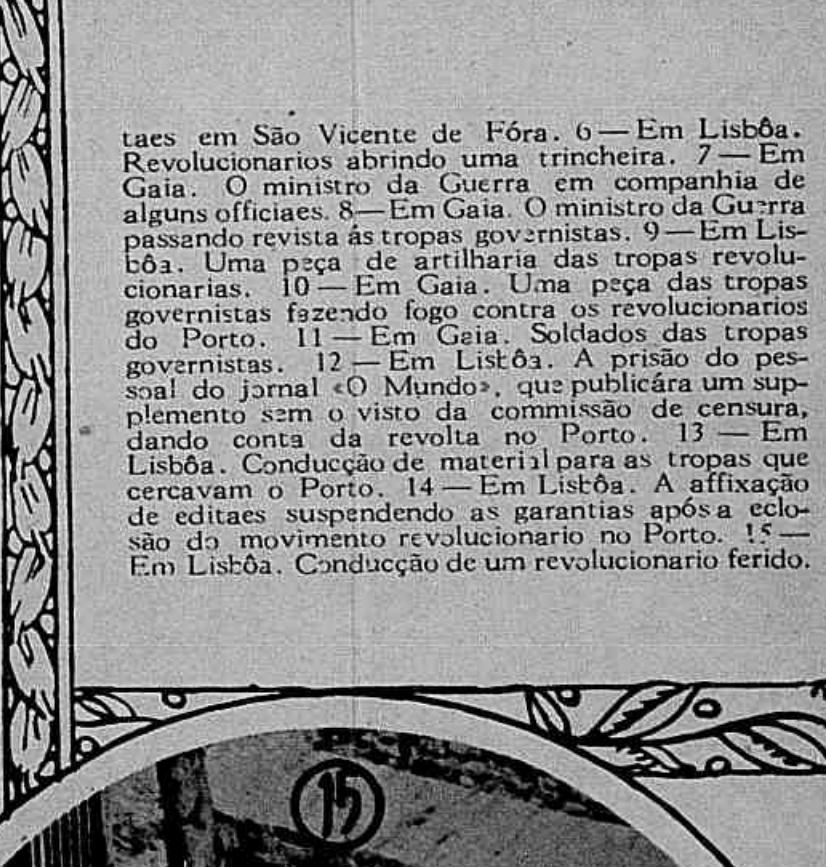 taes em São Vicente de Fóra. 6 — Em Lisbôa.
Revolucionarios abrindo uma trincheira. 7 — Em
Gaia. O ministro da Guerra em companhia de
alguns officiaes. 8 — Em Gaia. O ministro da Guerra
passando revista ás tropas governistas. 9 — Em Lis-
bôa. Uma peça de artilharia das tropas revolu-
cionarias. 10 — Em Gaia. Uma peça das tropas
governistas fazendo fogo contra os revolucionarios
do Porto. 11 — Em Gaia. Soldados das tropas
governistas. 12 — Em Lisbôa. A prisão do pes-
soal do jornal «O Mundo», que publicára um sup-
plemento sem o visto da commissão de censura,
dando conta da revolta no Porto. 13 — Em
Lisbôa. Conducção de material para as tropas que
cercavam o Porto. 14 — Em Lisbôa. A affixação
de editaes suspendendo as garantias após a eclo-
são do movimento revolucionario no Porto. 15 —
Em Lisbôa. Conducção de um revolucionario ferido.
15